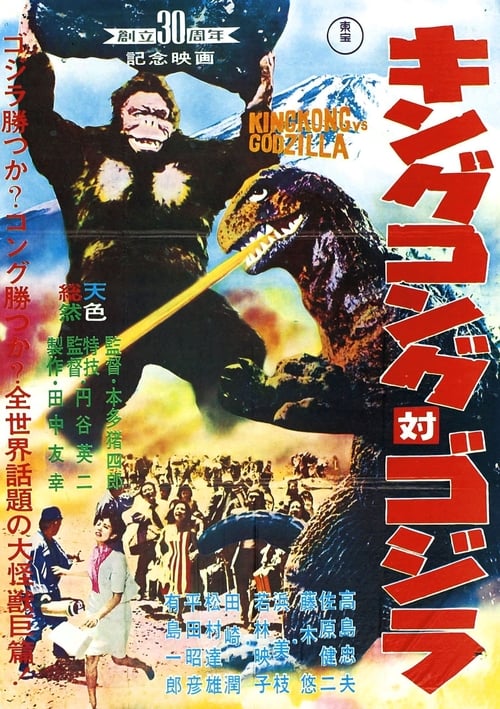 創立30周年
記念映画
東宝
キングコング
対
ゴジラ
KINGKONG vs
GODZILLA
ゴジラ勝つか?コング勝つか?全世界話題の大怪獣巨篇!
総天然色
監督・本多猪四郎
特技監督 円谷英二
製作・田中友幸
高島忠夫
佐原健二
藤木悠
浜美枝
若林映子
田崎潤
松村達雄
平田昭彦
有島一郎